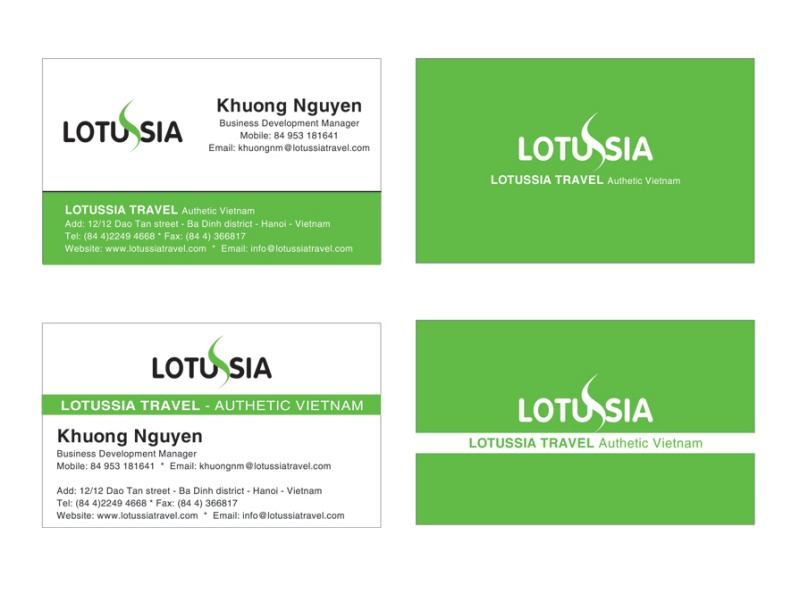 LOTUSSIA
Khuong Nguyen
Business Development Manager
Mobile: 84 953 181641
Email: khuongnm@lotussiatravel.com
LOTUSSIA TRAVEL Authetic Vietnam
Add: 12/12 Dao Tan street - Ba Dinh district - Hanoi - Vietnam
Tel: (84 4)2249 4668 * Fax: (84 4) 366817
Website: www.lotussiatravel.com * Email: info@lotussiatravel.com
LOTUSSIA
LOTUSSIA TRAVEL Authetic Vietnam
LOTUSSIA
LOTUSSIA TRAVEL - AUTHETIC VIETNAM
Khuong Nguyen
Business Development Manager
Mobile: 84 953 181641 * Email: khuongnm@lotussiatravel.com
Add: 12/12 Dao Tan street - Ba Dinh district - Hanoi - Vietnam
Tel: (84 4)2249 4668 * Fax: (84 4) 366817
Website: www.lotussiatravel.com * Email: info@lotussiatravel.com
LOTUSSIA
LOTUSSIA TRAVEL Authetic Vietnam